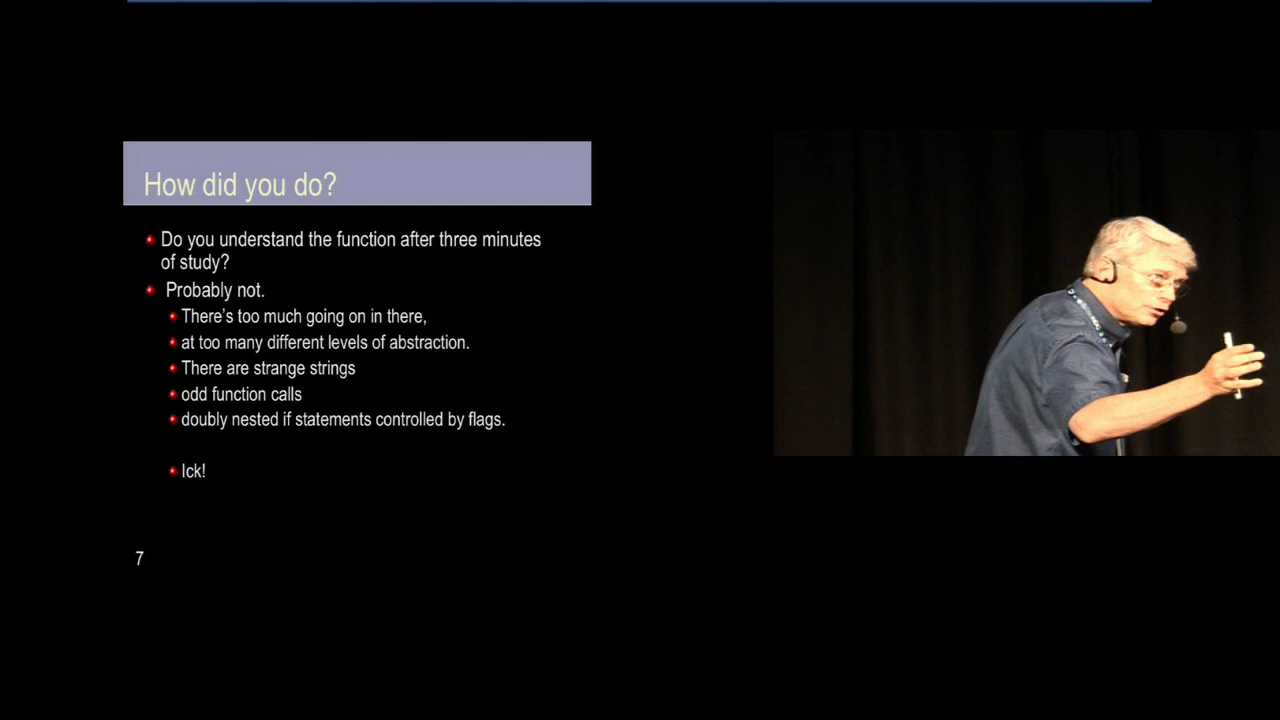 How did you do?
Do you understand the function after three minutes
of study?
Probably not.
There's too much going on in there,
at too many different levels of abstraction.
There are strange strings
odd function calls
doubly nested if statements controlled by flags.
Ick!
7